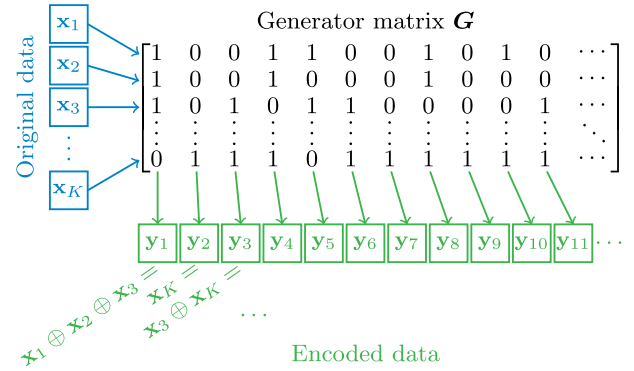 Generator matrix G
Original data
x₁
x₂
x₃
⋮
x_K
1 0 0 1 1 0 0 1 0 1 0 ⋯
1 0 0 1 0 0 0 1 0 0 0 ⋯
1 0 1 0 1 1 0 0 0 0 1 ⋯
⋮ ⋮ ⋮ ⋮ ⋮ ⋮ ⋮ ⋮ ⋮ ⋮ ⋮ ⋱
0 1 1 1 0 1 1 1 1 1 1 ⋯
y₁ y₂ y₃ y₄ y₅ y₆ y₇ y₈ y₉ y₁₀ y₁₁ ⋯
x₁ ⊕ x₂ ⊕ x₃ =
x_K =
x₃ ⊕ x_K =
⋯
Encoded data